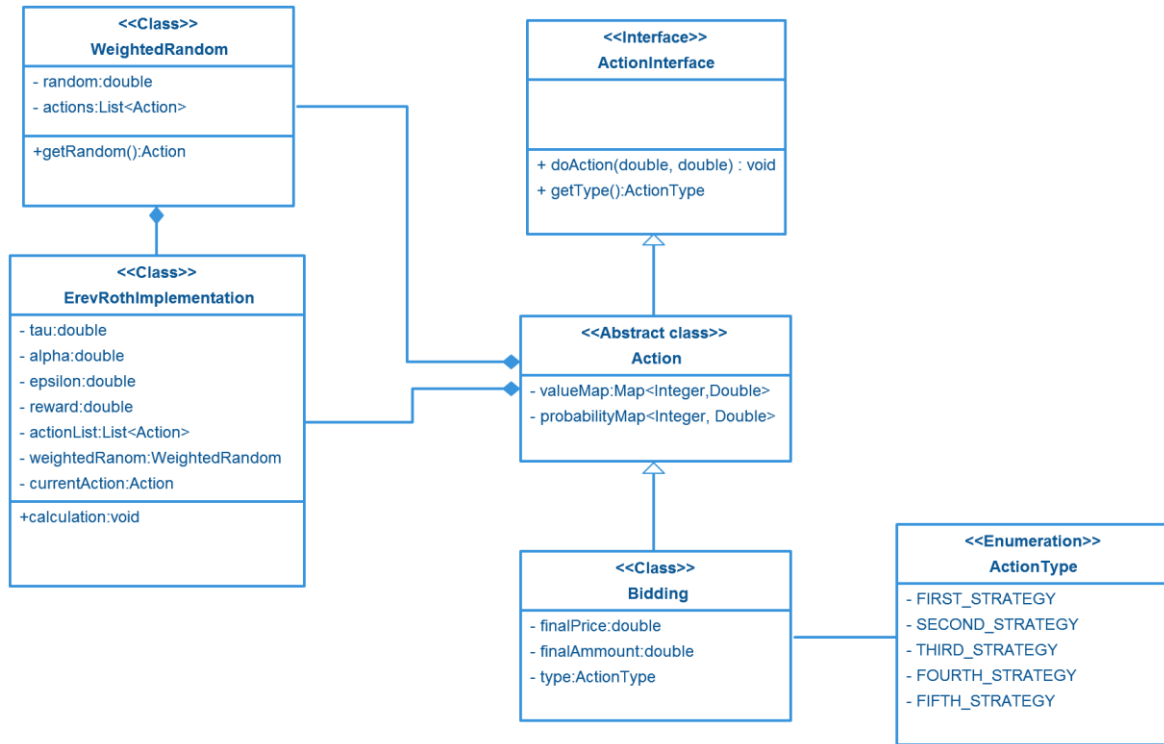 <<Class>>
WeightedRandom
- random:double
- actions:List<Action>
+getRandom():Action
<<Interface>>
ActionInterface
+ doAction(double, double) : void
+ getType():ActionType
<<Class>>
ErevRothImplementation
- tau:double
- alpha:double
- epsilon:double
- reward:double
- actionList:List<Action>
- weightedRanom:WeightedRandom
- currentAction:Action
+calculation:void
<<Abstract class>>
Action
- valueMap:Map<Integer,Double>
- probabilityMap<Integer, Double>
<<Class>>
Bidding
- finalPrice:double
- finalAmmount:double
- type:ActionType
<<Enumeration>>
ActionType
- FIRST_STRATEGY
- SECOND_STRATEGY
- THIRD_STRATEGY
- FOURTH_STRATEGY
- FIFTH_STRATEGY